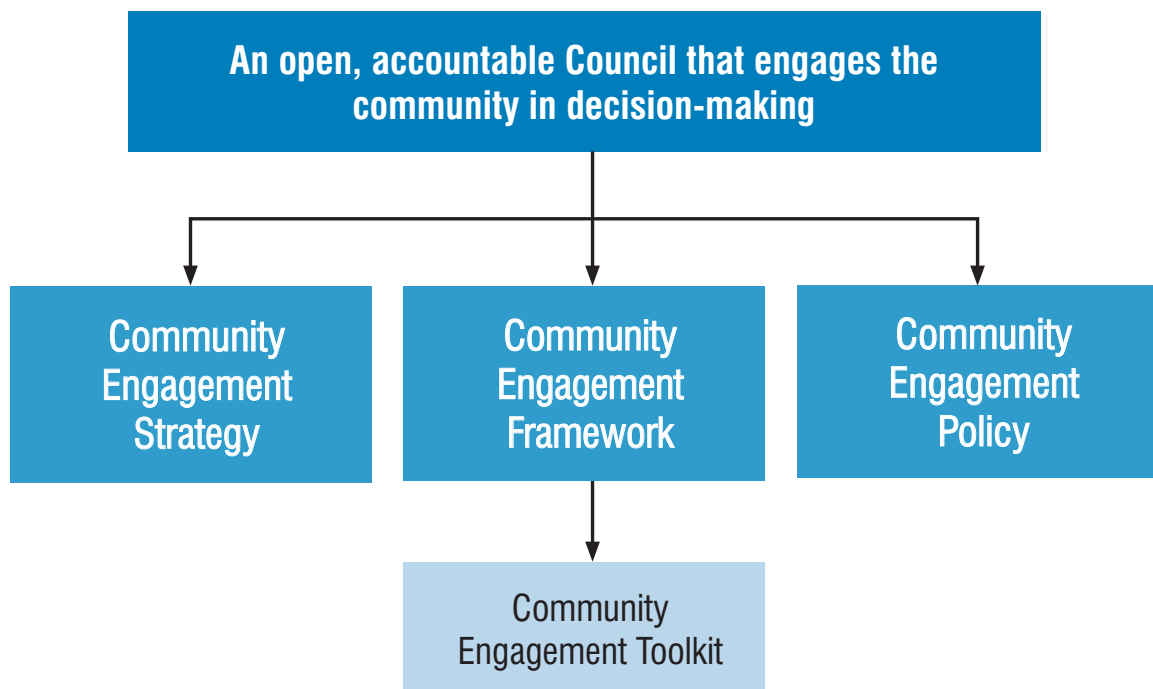 An open, accountable Council that engages the
community in decision-making
Community
Engagement
Strategy
Community
Engagement
Framework
Community
Engagement
Policy
Community
Engagement Toolkit